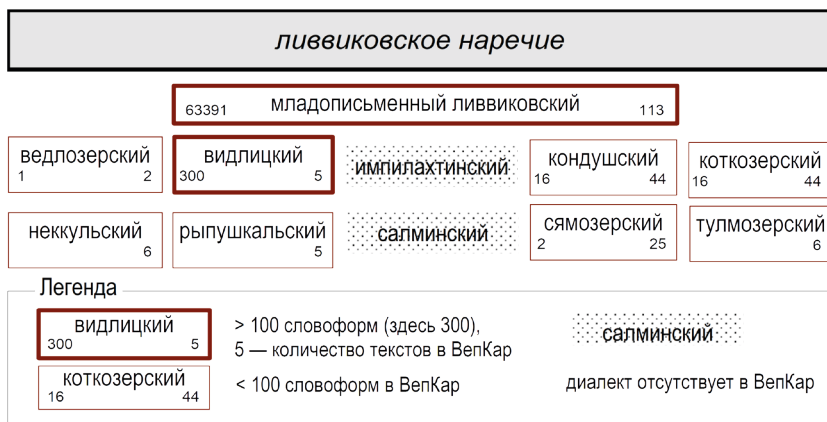 ливвиковское наречие
младописьменный ливвиковский
63391 113
ведлозерский видлицкий импилахтинский кондушский коткозерский
1 2 300 5 16 44 16 44
неккульский рыпушкальский салминский сямозерский тулмозерский
6 5 2 25 6
Легенда
видлицкий
300 5
> 100 словоформ (здесь 300),
5 — количество текстов в ВепКар
салминский
коткозерский
16 44
< 100 словоформ в ВепКар
диалект отсутствует в ВепКар